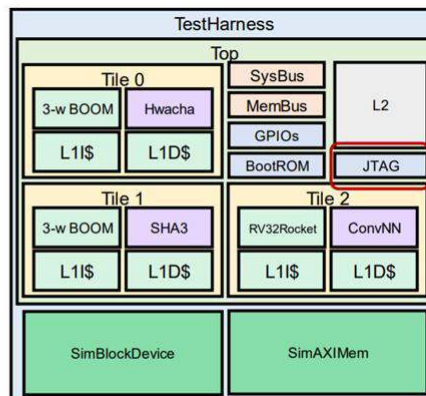 TestHarness
Top
Tile 0
3-w BOOM
Hwacha
L1I$
L1D$
SysBus
MemBus
GPIOs
BootROM
L2
JTAG
Tile 1
3-w BOOM
SHA3
L1I$
L1D$
Tile 2
RV32Rocket
ConvNN
L1I$
L1D$
SimBlockDevice
SimAXIMem